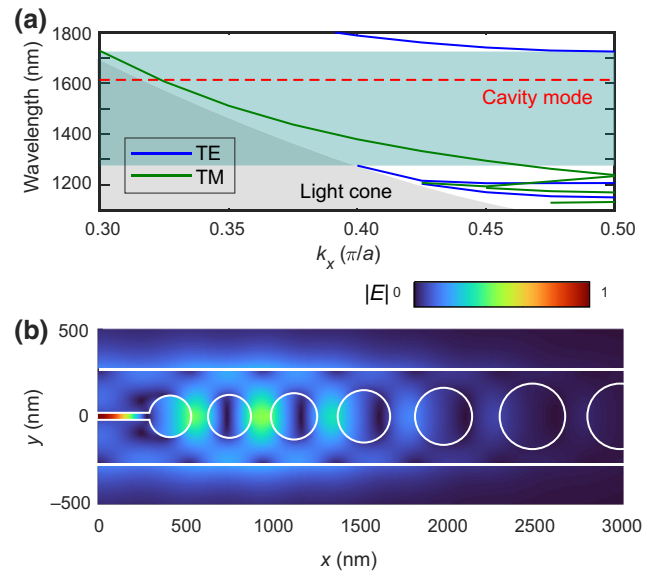 (a)
1800
1600
1400
1200
Wavelength (nm)
Cavity mode
TE
TM
Light cone
0.30 0.35 0.40 0.45 0.50
k_x (π/a)
|E| 0 1
(b)
500
0
−500
y (nm)
0 500 1000 1500 2000 2500 3000
x (nm)